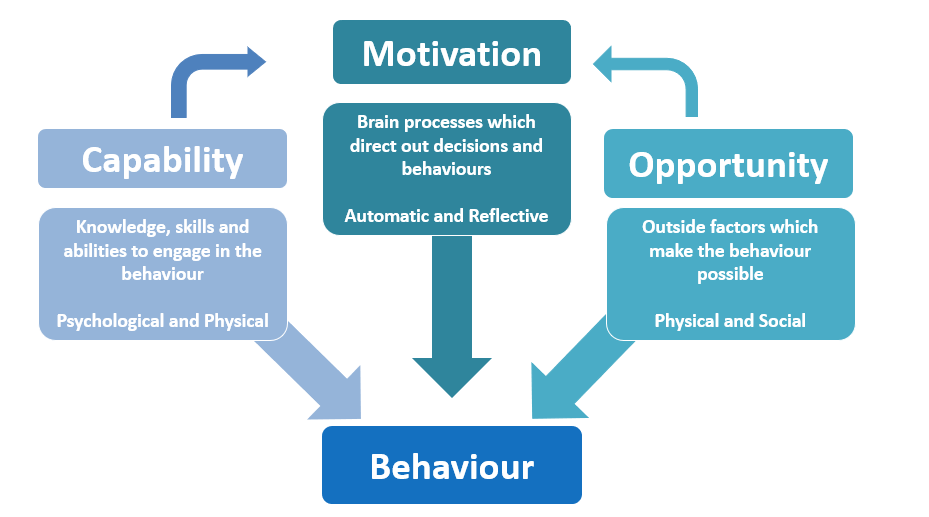 Motivation
Brain processes which
direct out decisions and
behaviours
Automatic and Reflective
Capability
Knowledge, skills and
abilities to engage in the
behaviour
Psychological and Physical
Opportunity
Outside factors which
make the behaviour
possible
Physical and Social
Behaviour